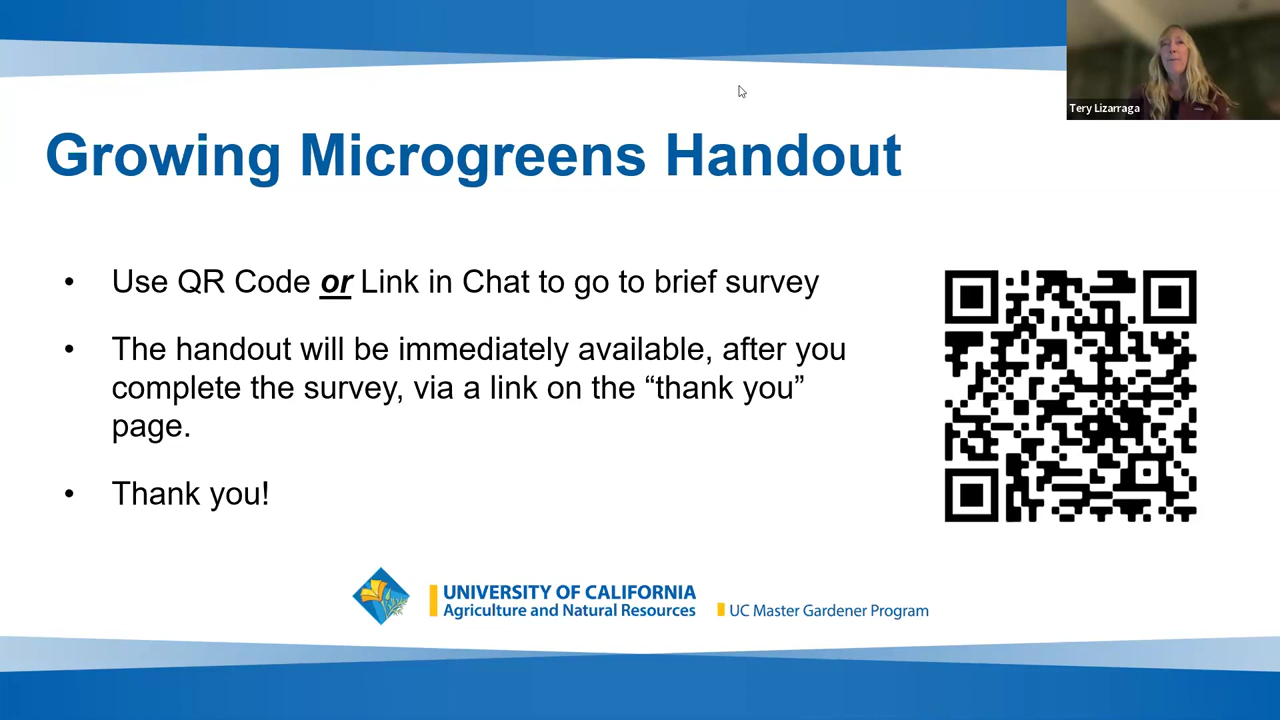 Tery Lizarraga
Growing Microgreens Handout
• Use QR Code or Link in Chat to go to brief survey
• The handout will be immediately available, after you
complete the survey, via a link on the “thank you”
page.
• Thank you!
UNIVERSITY OF CALIFORNIA
Agriculture and Natural Resources
UC Master Gardener Program